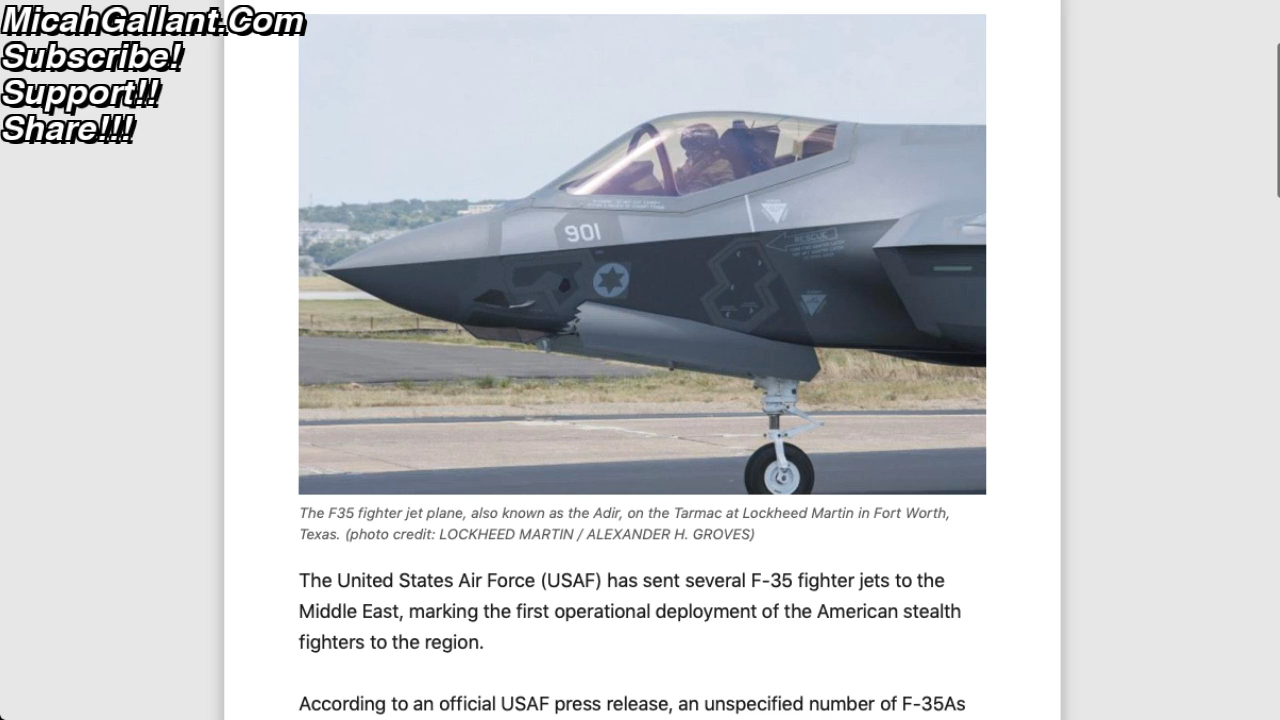 MicahGallant.Com
Subscribe!
Support!!
Share!!!
901
RESCUE
The F35 fighter jet plane, also known as the Adir, on the Tarmac at Lockheed Martin in Fort Worth,
Texas. (photo credit: LOCKHEED MARTIN / ALEXANDER H. GROVES)
The United States Air Force (USAF) has sent several F-35 fighter jets to the
Middle East, marking the first operational deployment of the American stealth
fighters to the region.
According to an official USAF press release, an unspecified number of F-35As